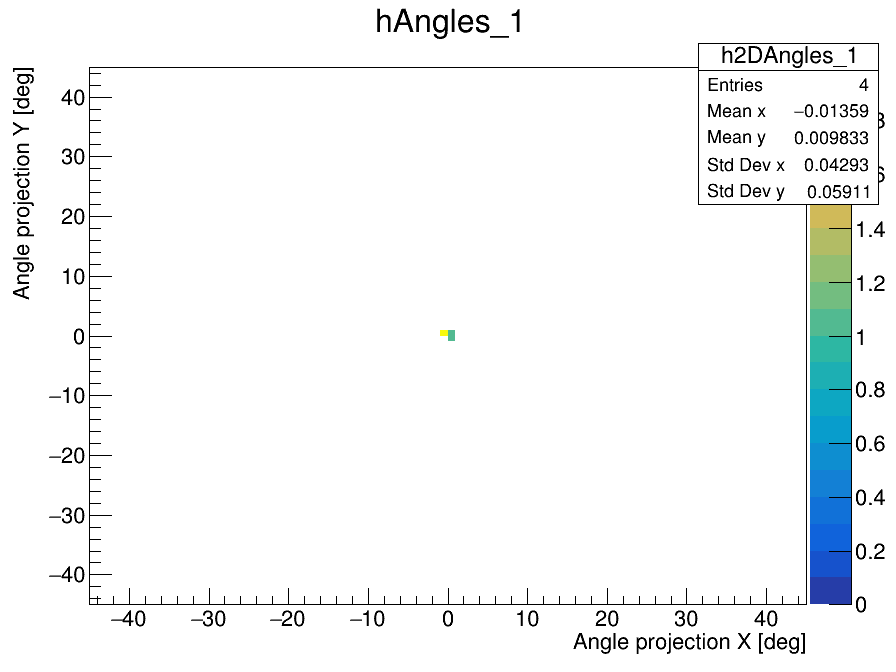 hAngles_1
h2DAngles_1
Entries 4
Mean x −0.01359
Mean y 0.009833
Std Dev x 0.04293
Std Dev y 0.05911
Angle projection Y [deg]
40
30
20
10
0
−10
−20
−30
−40
−40 −30 −20 −10 0 10 20 30 40
Angle projection X [deg]
1.4
1.2
1
0.8
0.6
0.4
0.2
0